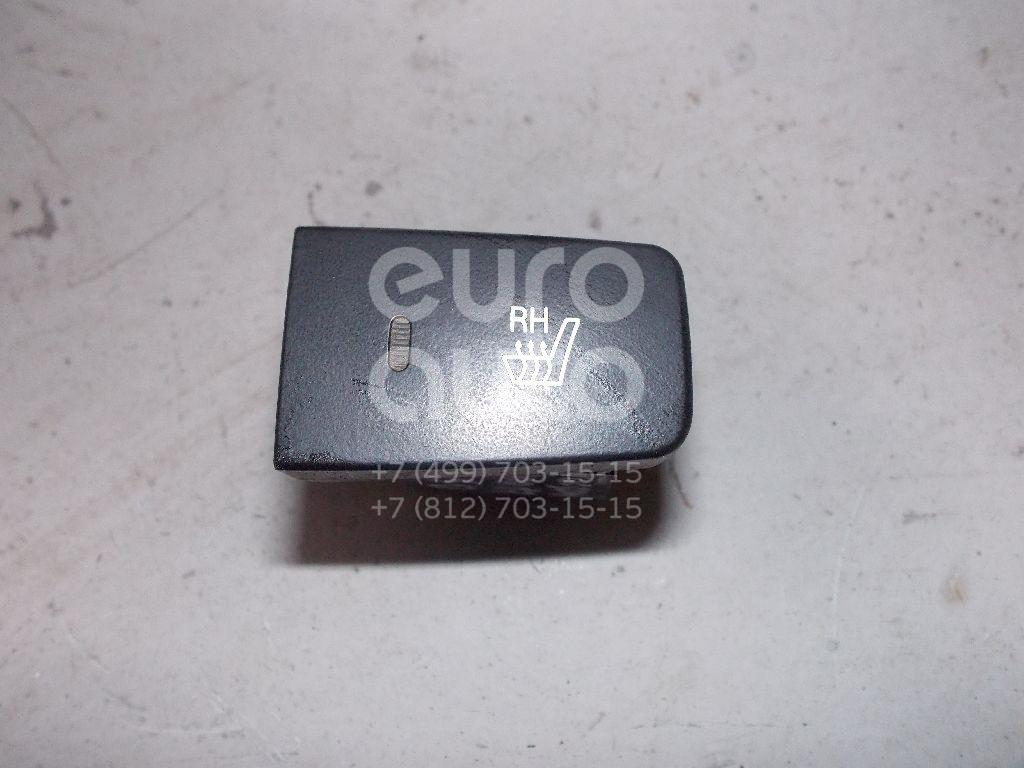 euro
auto
RH
+7 (499) 703-15-15
+7 (812) 703-15-15